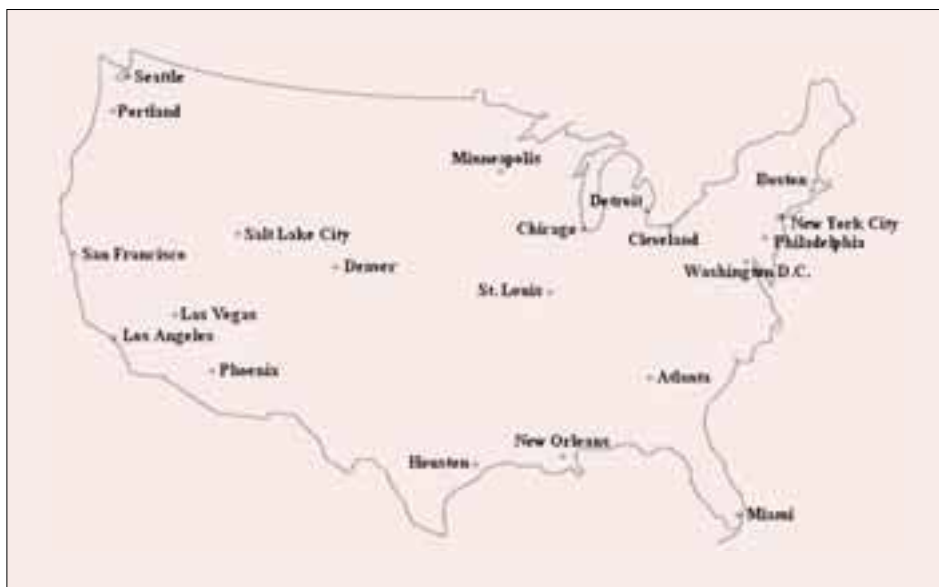 Seattle
Portland
Minneapolis
Boston
Detroit
New York City
Chicago
Cleveland
Philadelphia
Salt Lake City
San Francisco
Denver
Washington D.C.
St. Louis
Las Vegas
Los Angeles
Phoenix
Atlanta
New Orleans
Houston
Miami